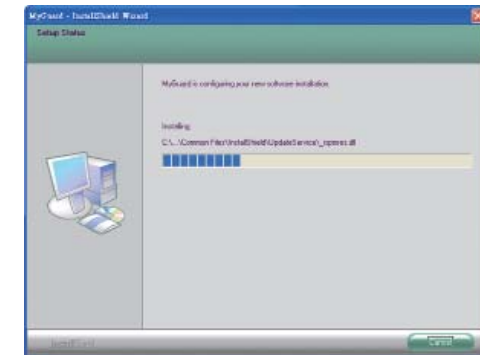 MyGuard - InstallShield Wizard
Setup Status
MyGuard is configuring your new software installation.
Installing
C:\...\Common Files\InstallShield\UpdateService\_ispmres.dll
InstallShield
Cancel